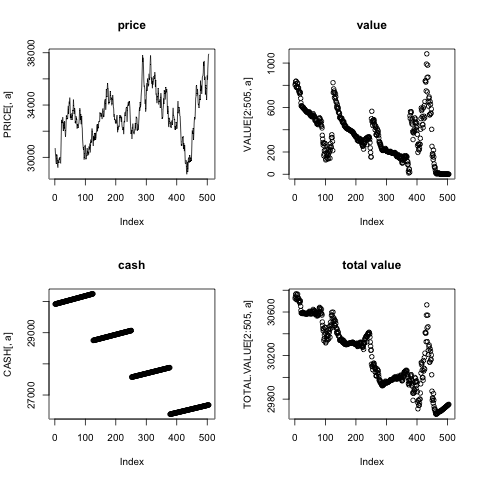 price
value
PRICE[, a]
30000
34000
38000
0 100 200 300 400 500
Index
VALUE[2:505, a]
0
200
600
1000
0 100 200 300 400 500
Index
cash
total value
CASH[, a]
27000
29000
0 100 200 300 400 500
Index
TOTAL.VALUE[2:505, a]
29800
30200
30600
0 100 200 300 400 500
Index